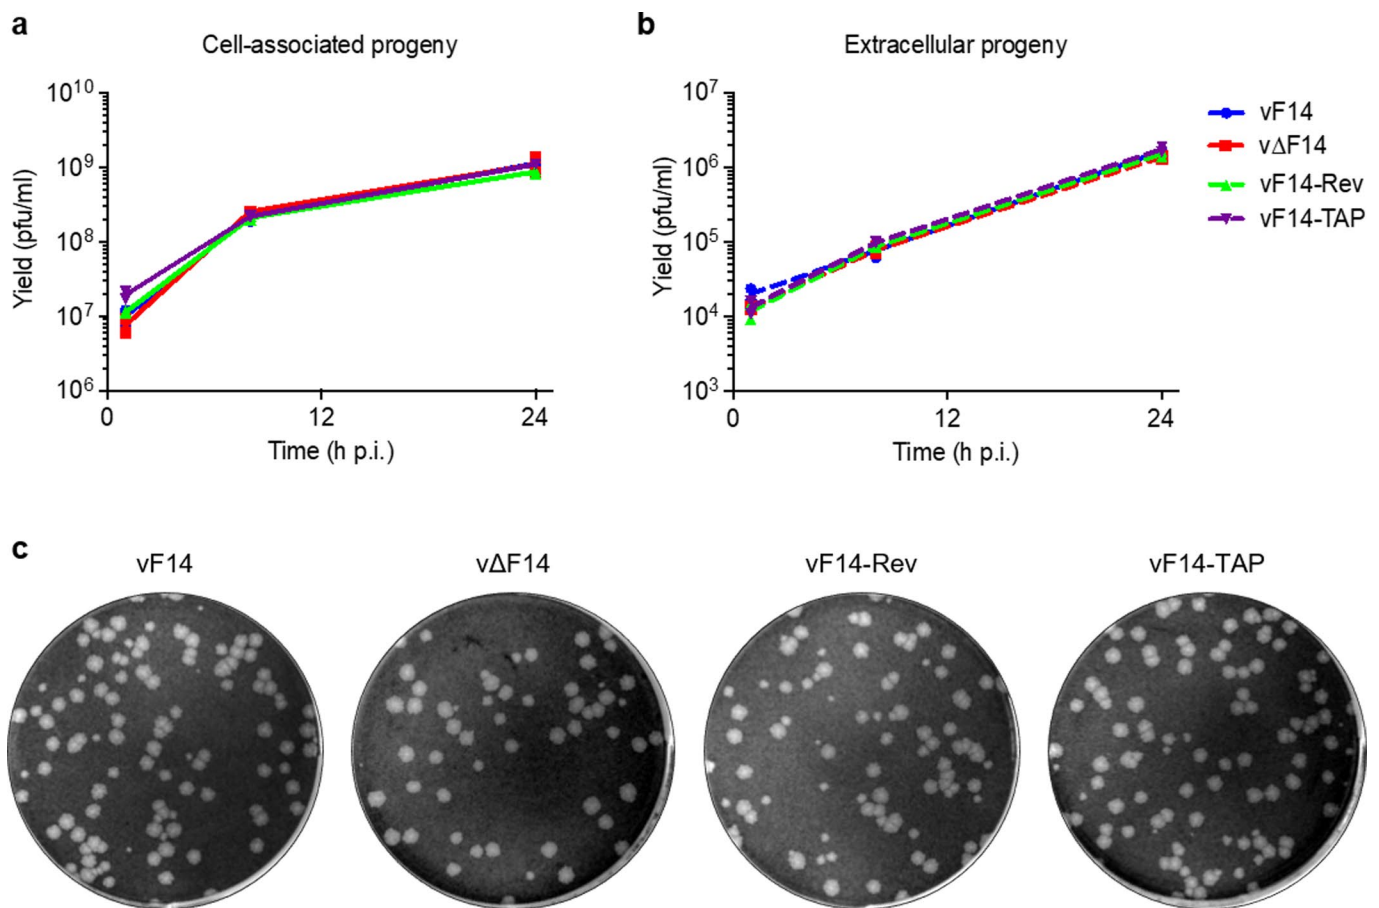 a
Cell-associated progeny
Yield (pfu/ml)
10^10
10^9
10^8
10^7
10^6
0 12 24
Time (h p.i.)
b
Extracellular progeny
Yield (pfu/ml)
10^7
10^6
10^5
10^4
10^3
0 12 24
Time (h p.i.)
vF14
vΔF14
vF14-Rev
vF14-TAP
c
vF14
vΔF14
vF14-Rev
vF14-TAP